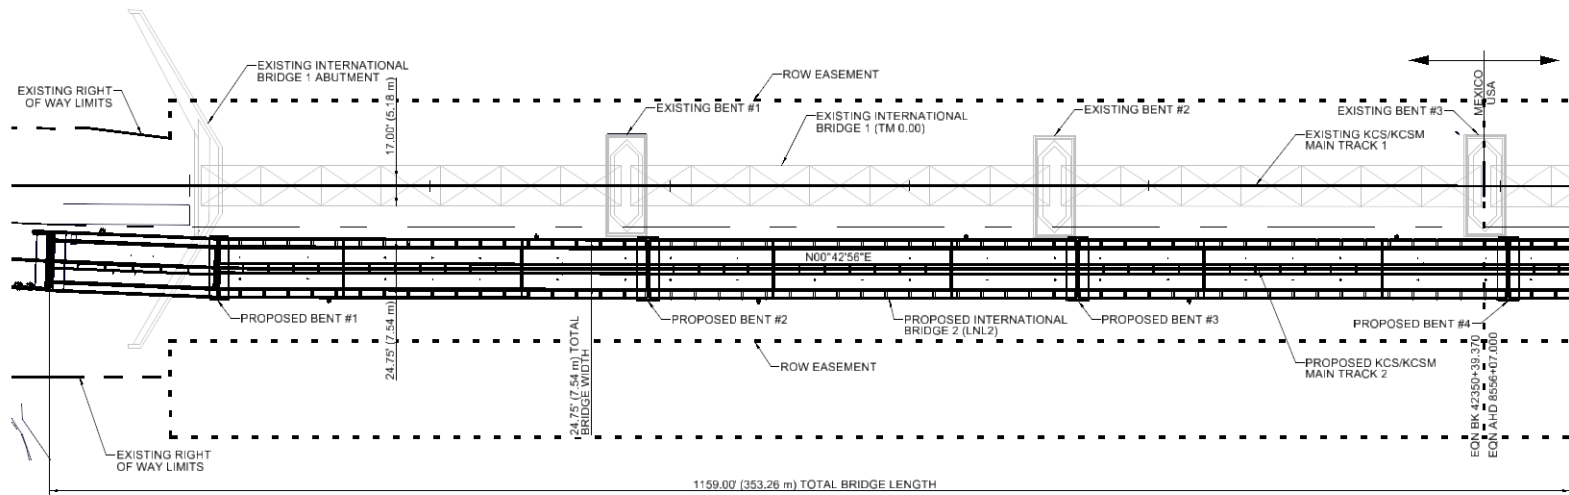 EXISTING INTERNATIONAL
BRIDGE 1 ABUTMENT
EXISTING RIGHT
OF WAY LIMITS
17.00' (5.18 m)
ROW EASEMENT
EXISTING BENT #1
EXISTING INTERNATIONAL
BRIDGE 1 (TM 0.00)
EXISTING BENT #2
EXISTING BENT #3
MEXICO
USA
EXISTING KCS/KCSM
MAIN TRACK 1
N00°42'56"E
PROPOSED BENT #1
24.75' (7.54 m)
24.75' (7.54 m) TOTAL
BRIDGE WIDTH
PROPOSED BENT #2
PROPOSED INTERNATIONAL
BRIDGE 2 (LNL2)
PROPOSED BENT #3
PROPOSED BENT #4
ROW EASEMENT
PROPOSED KCS/KCSM
MAIN TRACK 2
EQN BK 42350+39.370
EQN AHD 8556+07.000
EXISTING RIGHT
OF WAY LIMITS
1159.00' (353.26 m) TOTAL BRIDGE LENGTH